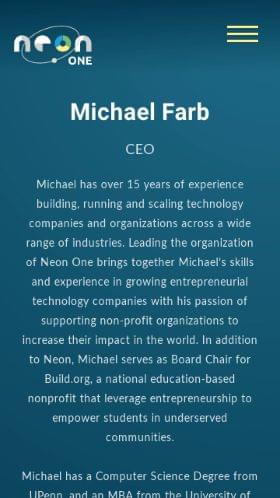 neon
ONE
Michael Farb
CEO
Michael has over 15 years of experience
building, running and scaling technology
companies and organizations across a wide
range of industries. Leading the organization
of Neon One brings together Michael's skills
and experience in growing entrepreneurial
technology companies with his passion of
supporting non-profit organizations to
increase their impact in the world. In addition
to Neon, Michael serves as Board Chair for
Build.org, a national education-based
nonprofit that leverage entrepreneurship to
empower students in underserved
communities.
Michael has a Computer Science Degree from
UPenn, and an MBA from the University of